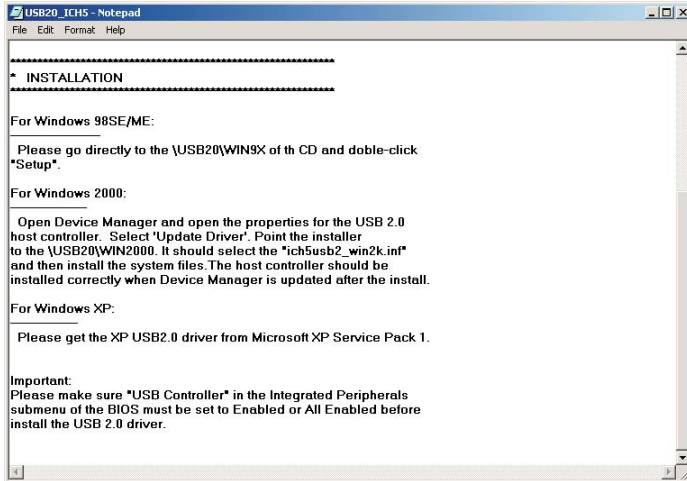 USB20_ICH5 - Notepad
File Edit Format Help
************************************************************
* INSTALLATION
************************************************************
For Windows 98SE/ME:
Please go directly to the \USB20\WIN9X of th CD and doble-click
"Setup".
For Windows 2000:
Open Device Manager and open the properties for the USB 2.0
host controller. Select 'Update Driver'. Point the installer
to the \USB20\WIN2000. It should select the "ich5usb2_win2k.inf"
and then install the system files.The host controller should be
installed correctly when Device Manager is updated after the install.
For Windows XP:
Please get the XP USB2.0 driver from Microsoft XP Service Pack 1.
Important:
Please make sure "USB Controller" in the Integrated Peripherals
submenu of the BIOS must be set to Enabled or All Enabled before
install the USB 2.0 driver.